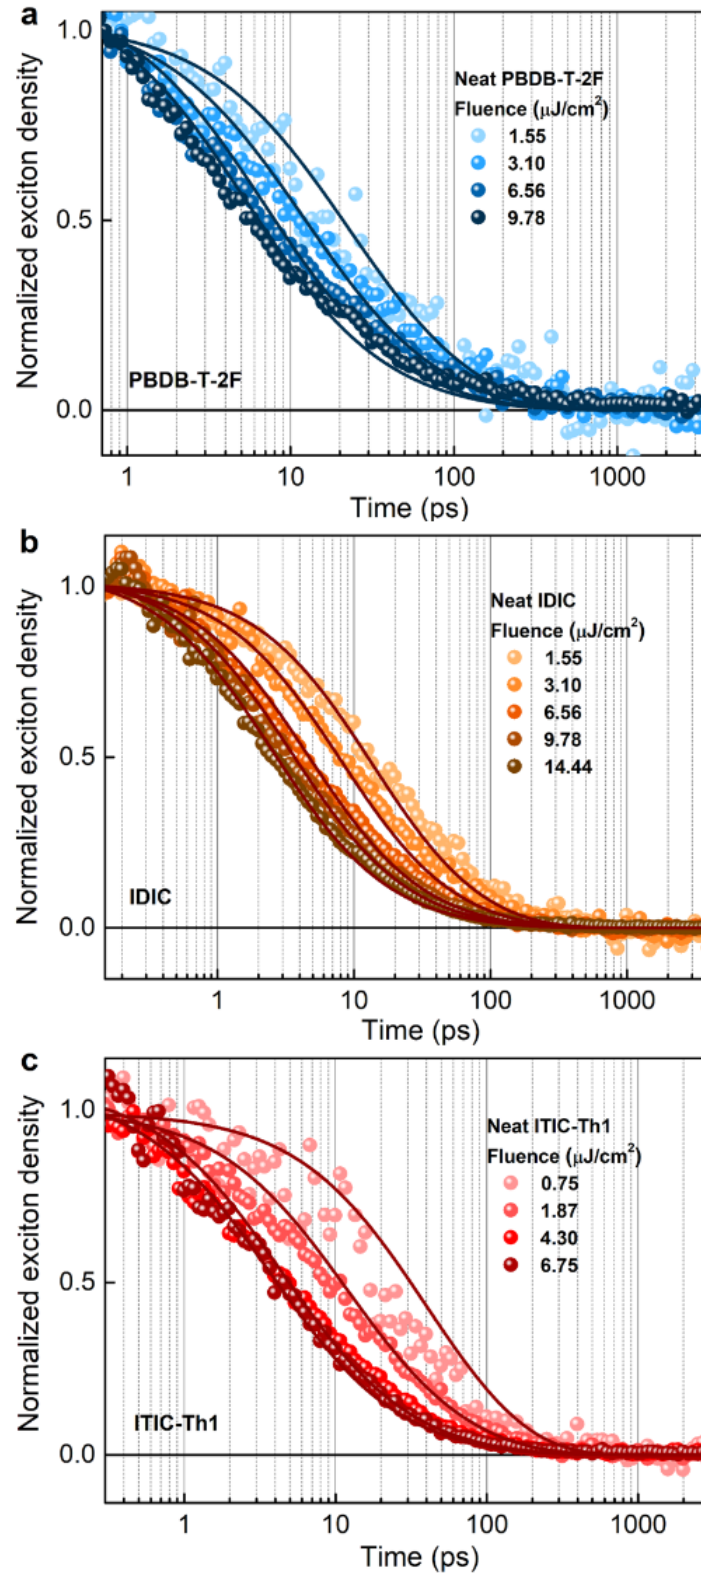 a
Normalized exciton density
1.0
0.5
0.0
Neat PBDB-T-2F
Fluence (μJ/cm²)
1.55
3.10
6.56
9.78
PBDB-T-2F
1 10 100 1000
Time (ps)
b
Normalized exciton density
1.0
0.5
0.0
Neat IDIC
Fluence (μJ/cm²)
1.55
3.10
6.56
9.78
14.44
IDIC
1 10 100 1000
Time (ps)
c
Normalized exciton density
1.0
0.5
0.0
Neat ITIC-Th1
Fluence (μJ/cm²)
0.75
1.87
4.30
6.75
ITIC-Th1
1 10 100 1000
Time (ps)